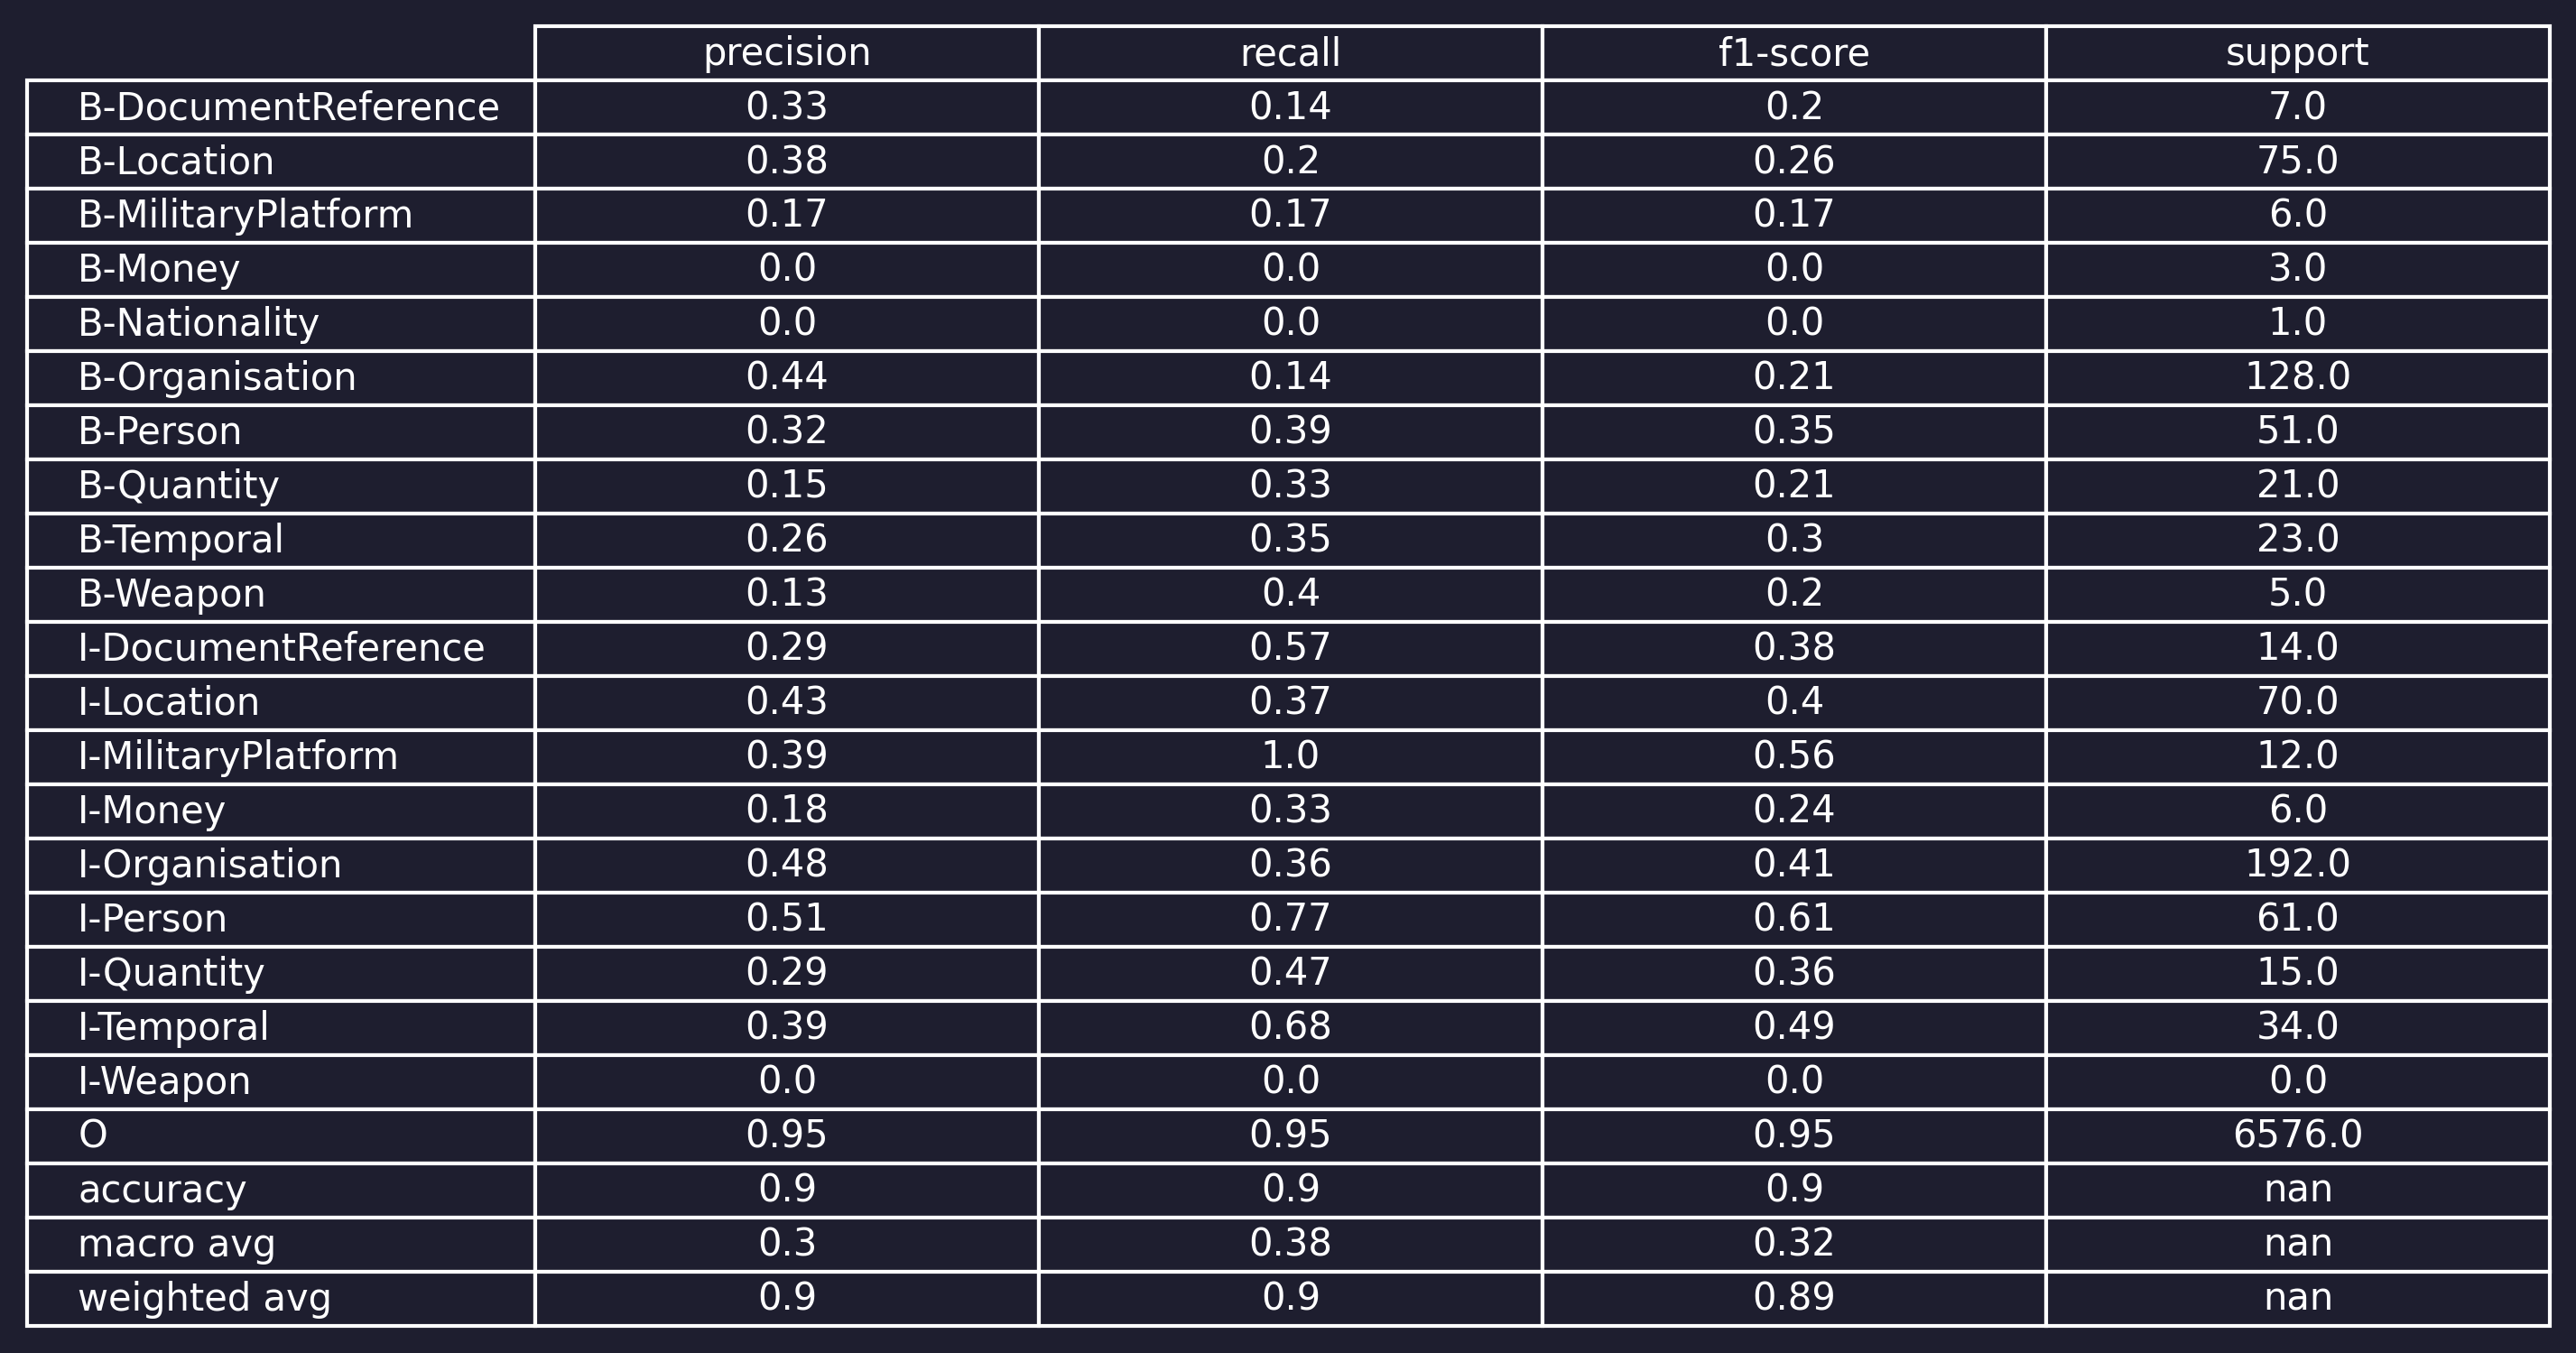 precision recall f1-score support
B-DocumentReference 0.33 0.14 0.2 7.0
B-Location 0.38 0.2 0.26 75.0
B-MilitaryPlatform 0.17 0.17 0.17 6.0
B-Money 0.0 0.0 0.0 3.0
B-Nationality 0.0 0.0 0.0 1.0
B-Organisation 0.44 0.14 0.21 128.0
B-Person 0.32 0.39 0.35 51.0
B-Quantity 0.15 0.33 0.21 21.0
B-Temporal 0.26 0.35 0.3 23.0
B-Weapon 0.13 0.4 0.2 5.0
I-DocumentReference 0.29 0.57 0.38 14.0
I-Location 0.43 0.37 0.4 70.0
I-MilitaryPlatform 0.39 1.0 0.56 12.0
I-Money 0.18 0.33 0.24 6.0
I-Organisation 0.48 0.36 0.41 192.0
I-Person 0.51 0.77 0.61 61.0
I-Quantity 0.29 0.47 0.36 15.0
I-Temporal 0.39 0.68 0.49 34.0
I-Weapon 0.0 0.0 0.0 0.0
O 0.95 0.95 0.95 6576.0
accuracy 0.9 0.9 0.9 nan
macro avg 0.3 0.38 0.32 nan
weighted avg 0.9 0.9 0.89 nan